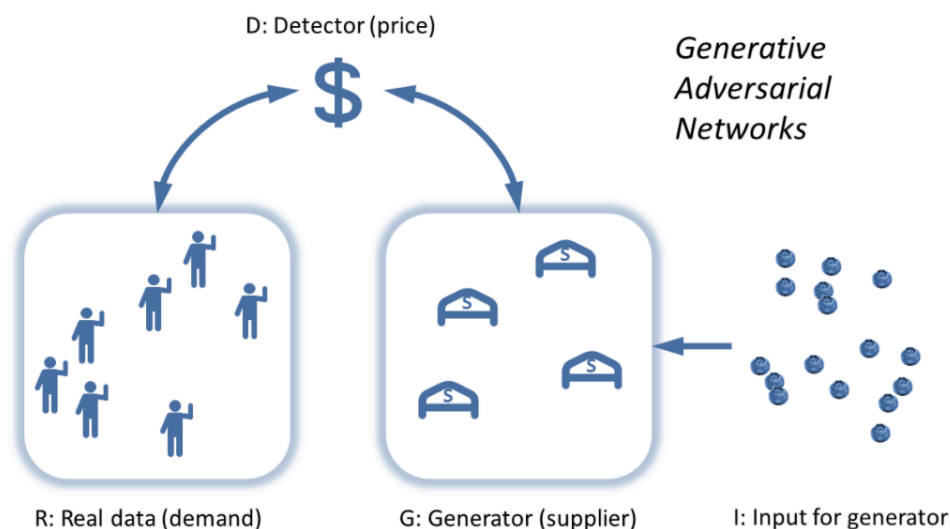 D: Detector (price)
Generative
Adversarial
Networks
$
S
S
S
S
R: Real data (demand)
G: Generator (supplier)
I: Input for generator